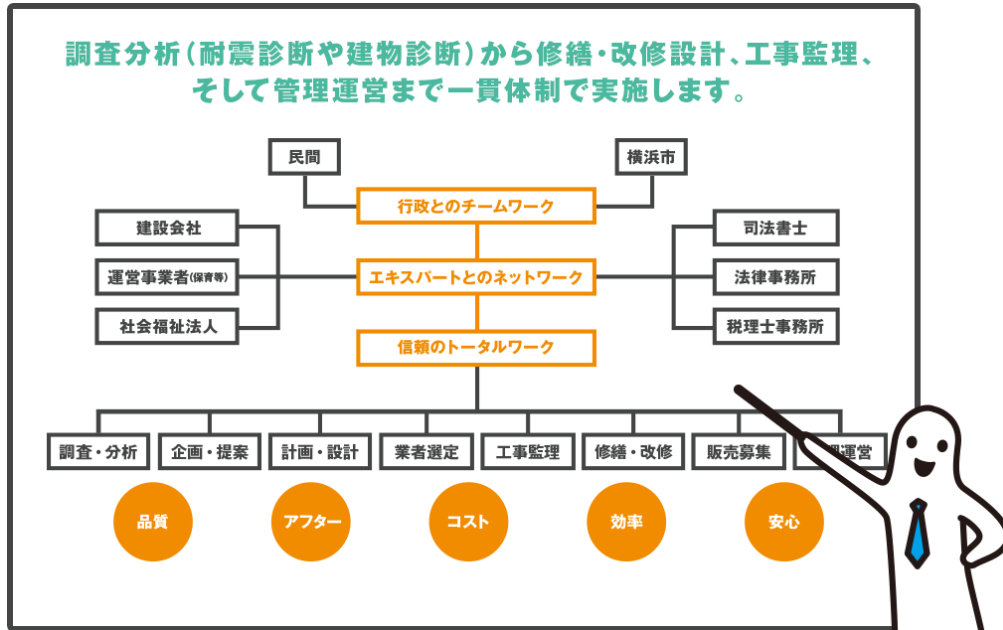 調査分析(耐震診断や建物診断)から修繕・改修設計、工事監理、
そして管理運営まで一貫体制で実施します。
民間
横浜市
行政とのチームワーク
建設会社
司法書士
運営事業者(保育等)
エキスパートとのネットワーク
法律事務所
社会福祉法人
税理士事務所
信頼のトータルワーク
調査・分析
企画・提案
計画・設計
業者選定
工事監理
修繕・改修
販売募集
運営
品質
アフター
コスト
効率
安心